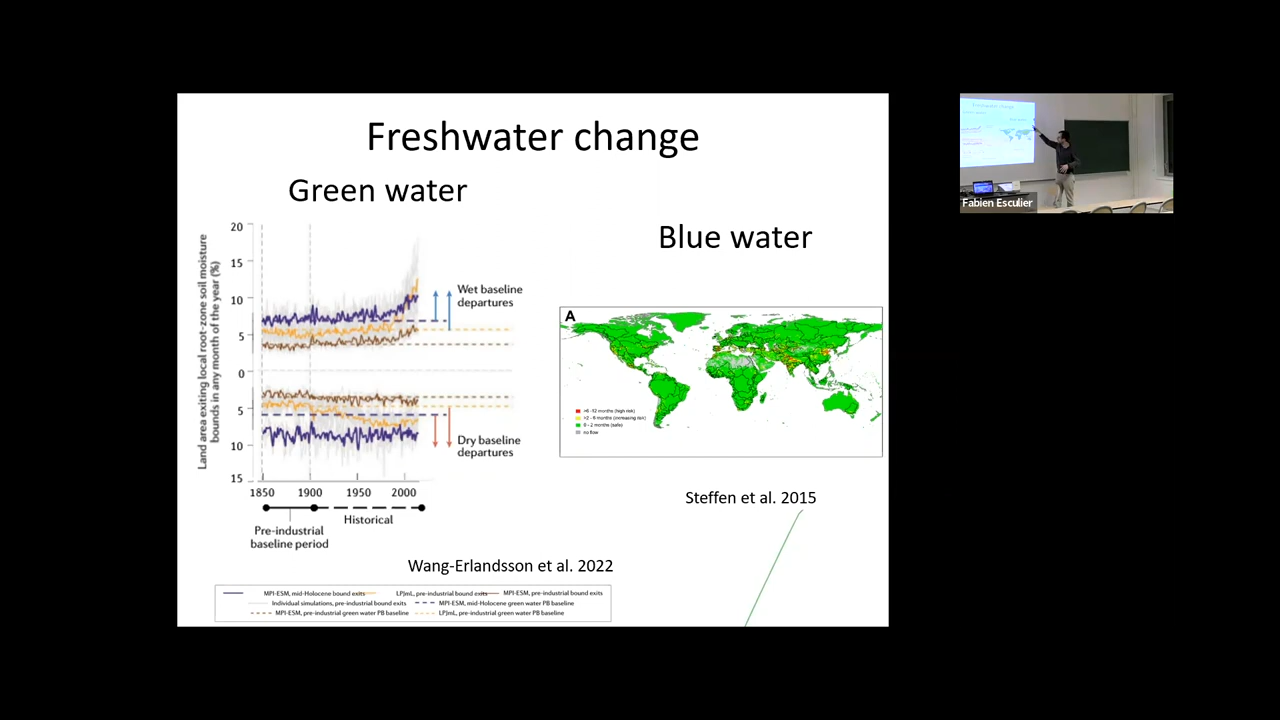 Freshwater change
Green water
Blue water
Land area exiting local root-zone soil moisture
bounds in any month of the year (%)
20
15
10
5
0
5
10
15
1850
1900
1950
2000
Wet baseline
departures
Dry baseline
departures
Pre-industrial
baseline period
Historical
Wang-Erlandsson et al. 2022
MPI-ESM, mid-Holocene bound exits
LPJmL, pre-industrial bound exits
MPI-ESM, pre-industrial bound exits
Individual simulations, pre-industrial bound exits
MPI-ESM, mid-Holocene green water PB baseline
MPI-ESM, pre-industrial green water PB baseline
LPJmL, pre-industrial green water PB baseline
A
>6 -12 months (high risk)
>2 - 6 months (increasing risk)
0 - 2 months (safe)
no flow
Steffen et al. 2015
Freshwater change
Fabien Esculier